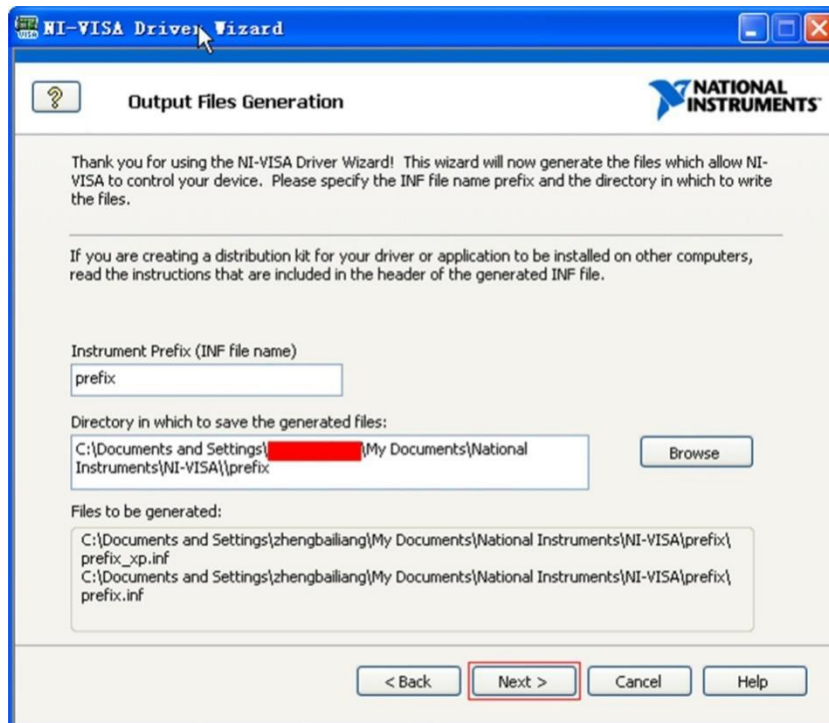 NI-VISA Driver Wizard
?
Output Files Generation
NATIONAL
INSTRUMENTS™
Thank you for using the NI-VISA Driver Wizard! This wizard will now generate the files which allow NI-
VISA to control your device. Please specify the INF file name prefix and the directory in which to write
the files.
If you are creating a distribution kit for your driver or application to be installed on other computers,
read the instructions that are included in the header of the generated INF file.
Instrument Prefix (INF file name)
prefix
Directory in which to save the generated files:
C:\Documents and Settings\ \My Documents\National
Instruments\NI-VISA\\prefix
Browse
Files to be generated:
C:\Documents and Settings\zhengbailiang\My Documents\National Instruments\NI-VISA\prefix\
prefix_xp.inf
C:\Documents and Settings\zhengbailiang\My Documents\National Instruments\NI-VISA\prefix\
prefix.inf
< Back
Next >
Cancel
Help